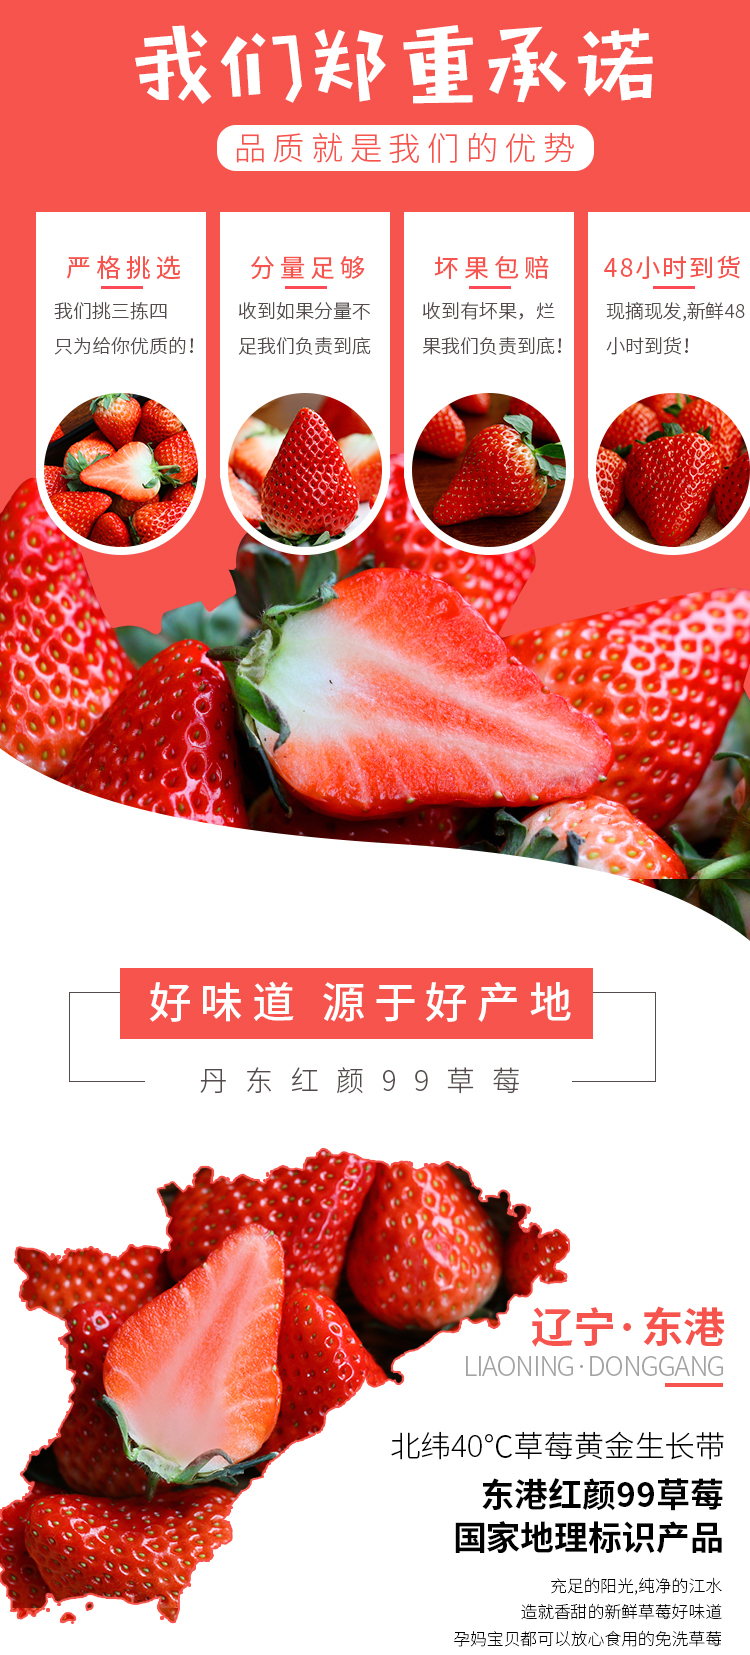 我们郑重承诺
品质就是我们的优势
严格挑选
我们挑三拣四
只为给你优质的!
分量足够
收到如果分量不
足我们负责到底
坏果包赔
收到有坏果，烂
果我们负责到底!
48小时到货
现摘现发,新鲜48
小时到货!
好味道 源于好产地
丹东红颜99草莓
辽宁·东港
LIAONING·DONGGANG
北纬40℃草莓黄金生长带
东港红颜99草莓
国家地理标识产品
充足的阳光,纯净的江水
造就香甜的新鲜草莓好味道
孕妈宝贝都可以放心食用的免洗草莓